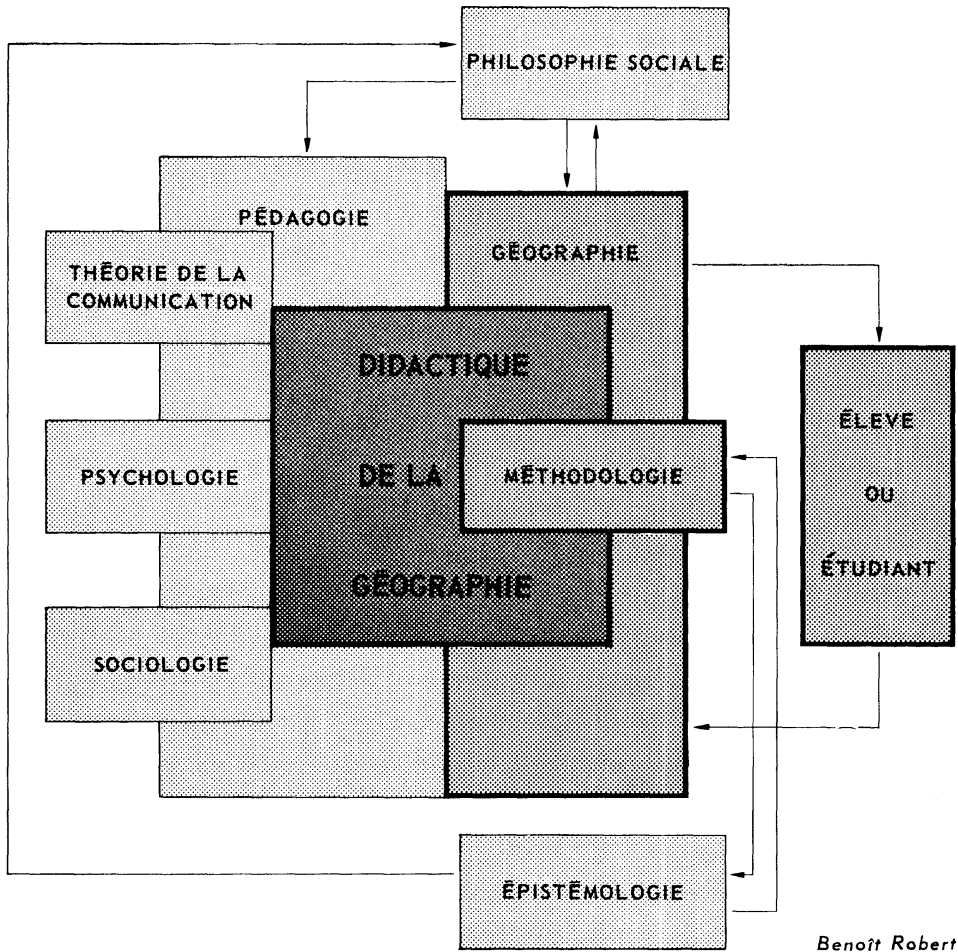 PHILOSOPHIE SOCIALE
PÉDAGOGIE
GÉOGRAPHIE
THÉORIE DE LA
COMMUNICATION
DIDACTIQUE
DE LA
GÉOGRAPHIE
MÉTHODOLOGIE
PSYCHOLOGIE
SOCIOLOGIE
ÉLEVE
OU
ÉTUDIANT
ÉPISTÉMOLOGIE
Benoît Robert